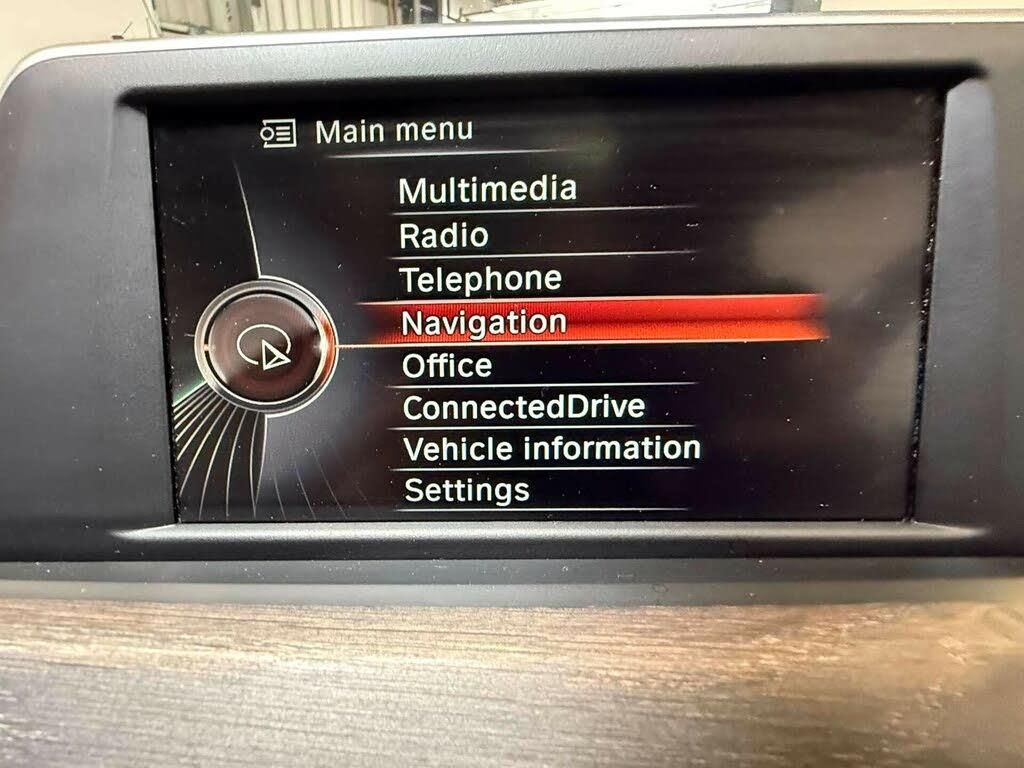 Main menu
Multimedia
Radio
Telephone
Navigation
Office
ConnectedDrive
Vehicle information
Settings